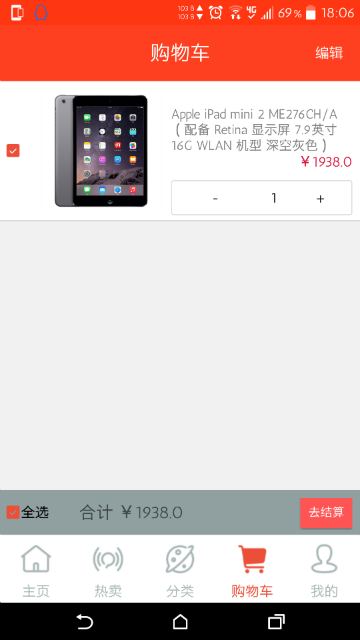 103 B
103 B
4G
69%
18:06
购物车
编辑
Apple iPad mini 2 ME276CH/A
( 配备 Retina 显示屏 7.9英寸
16G WLAN 机型 深空灰色 )
￥1938.0
- 1 +
全选 合计 ￥1938.0 去结算
主页 热卖 分类 购物车 我的